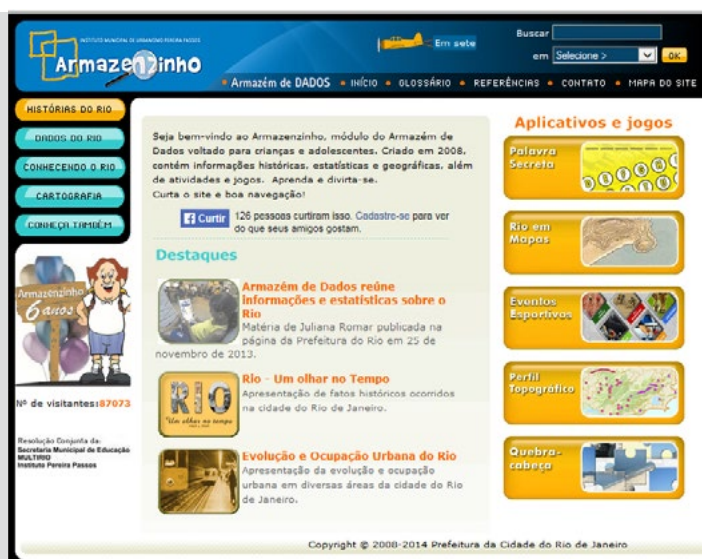 INSTITUTO MUNICIPAL DE URBANISMO PEREIRA PASSOS
Armazenzinho
Em sete
Buscar
em Selecione > OK
Armazém de DADOS • INÍCIO • GLOSSÁRIO • REFERÊNCIAS • CONTATO • MAPA DO SITE
HISTÓRIAS DO RIO
DADOS DO RIO
CONHECENDO O RIO
CARTOGRAFIA
CONHEÇA TAMBÉM
Armazenzinho
6 anos
Nº de visitantes:87073
Resolução Conjunta da:
Secretaria Municipal de Educação
MULTIRIO
Instituto Pereira Passos
Seja bem-vindo ao Armazenzinho, módulo do Armazém de
Dados voltado para crianças e adolescentes. Criado em 2008,
contém informações históricas, estatísticas e geográficas, além
de atividades e jogos. Aprenda e divirta-se.
Curta o site e boa navegação!
Curtir 126 pessoas curtiram isso. Cadastre-se para ver
do que seus amigos gostam.
Destaques
Armazém de Dados reúne
informações e estatísticas sobre o
Rio
Matéria de Juliana Romar publicada na
página da Prefeitura do Rio em 25 de
novembro de 2013.
RIO
Um olhar no tempo
Rio - Um olhar no Tempo
Apresentação de fatos históricos ocorridos
na cidade do Rio de Janeiro.
Evolução e Ocupação Urbana do Rio
Apresentação da evolução e ocupação
urbana em diversas áreas da cidade do Rio
de Janeiro.
Aplicativos e jogos
Palavra
Secreta
Rio em
Mapas
Eventos
Esportivos
Perfil
Topográfico
Quebra-
cabeça
Copyright © 2008-2014 Prefeitura da Cidade do Rio de Janeiro